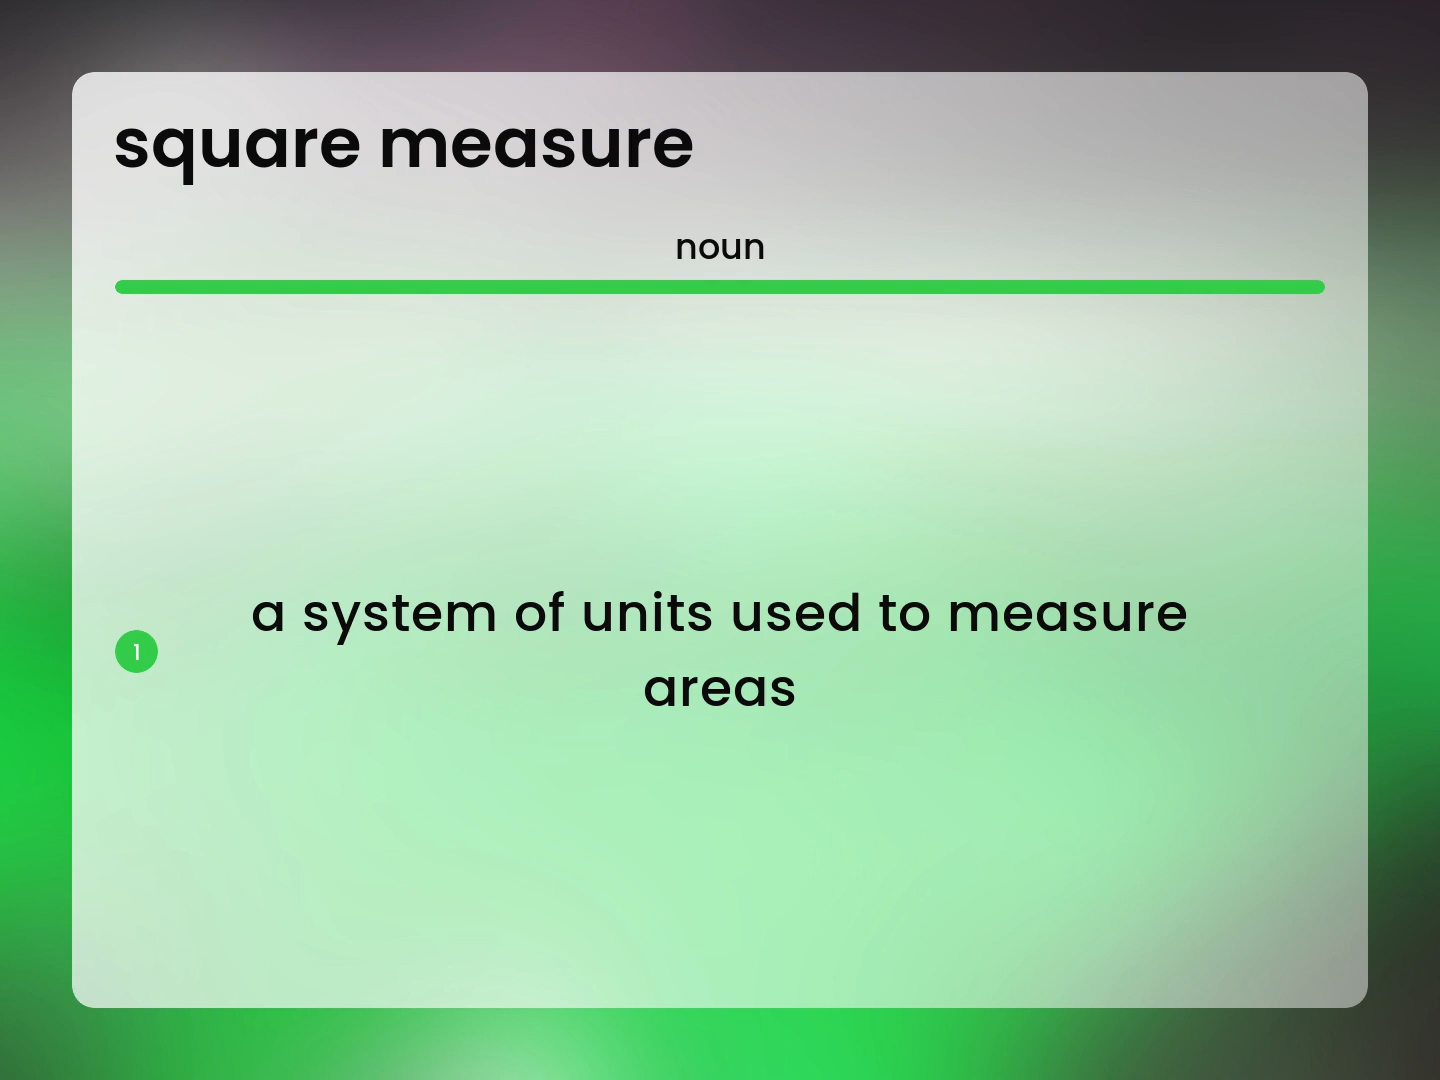 square measure
noun
1
a system of units used to measure
areas